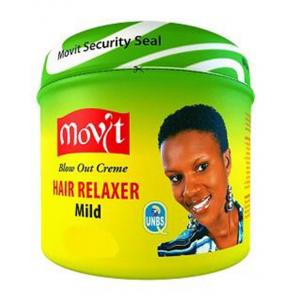 Movit Security Seal
Movit
Blow Out Creme
HAIR RELAXER
Mild
UNBS